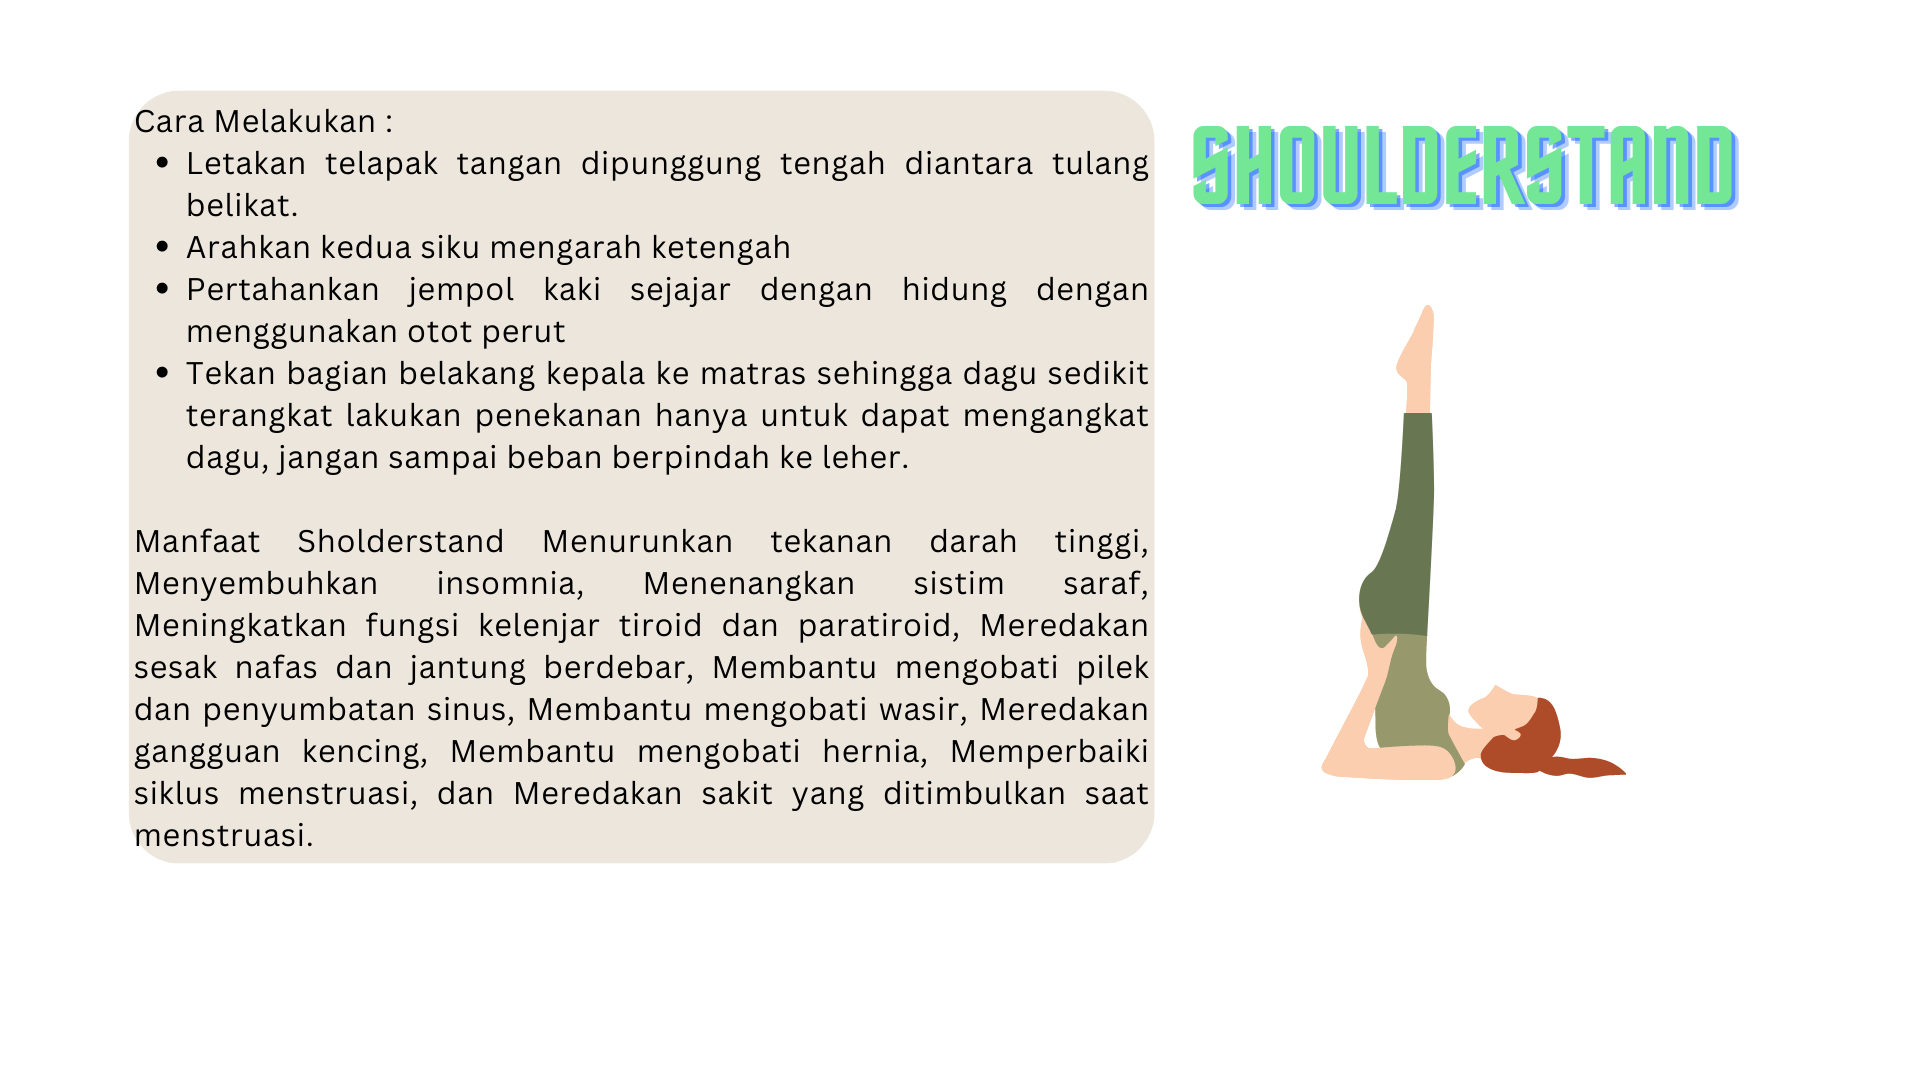 Cara Melakukan :
• Letakan telapak tangan dipunggung tengah diantara tulang
belikat.
• Arahkan kedua siku mengarah ketengah
• Pertahankan jempol kaki sejajar dengan hidung dengan
menggunakan otot perut
• Tekan bagian belakang kepala ke matras sehingga dagu sedikit
terangkat lakukan penekanan hanya untuk dapat mengangkat
dagu, jangan sampai beban berpindah ke leher.
Manfaat Sholderstand Menurunkan tekanan darah tinggi,
Menyembuhkan insomnia, Menenangkan sistim saraf,
Meningkatkan fungsi kelenjar tiroid dan paratiroid, Meredakan
sesak nafas dan jantung berdebar, Membantu mengobati pilek
dan penyumbatan sinus, Membantu mengobati wasir, Meredakan
gangguan kencing, Membantu mengobati hernia, Memperbaiki
siklus menstruasi, dan Meredakan sakit yang ditimbulkan saat
menstruasi.
SHOULDERSTAND